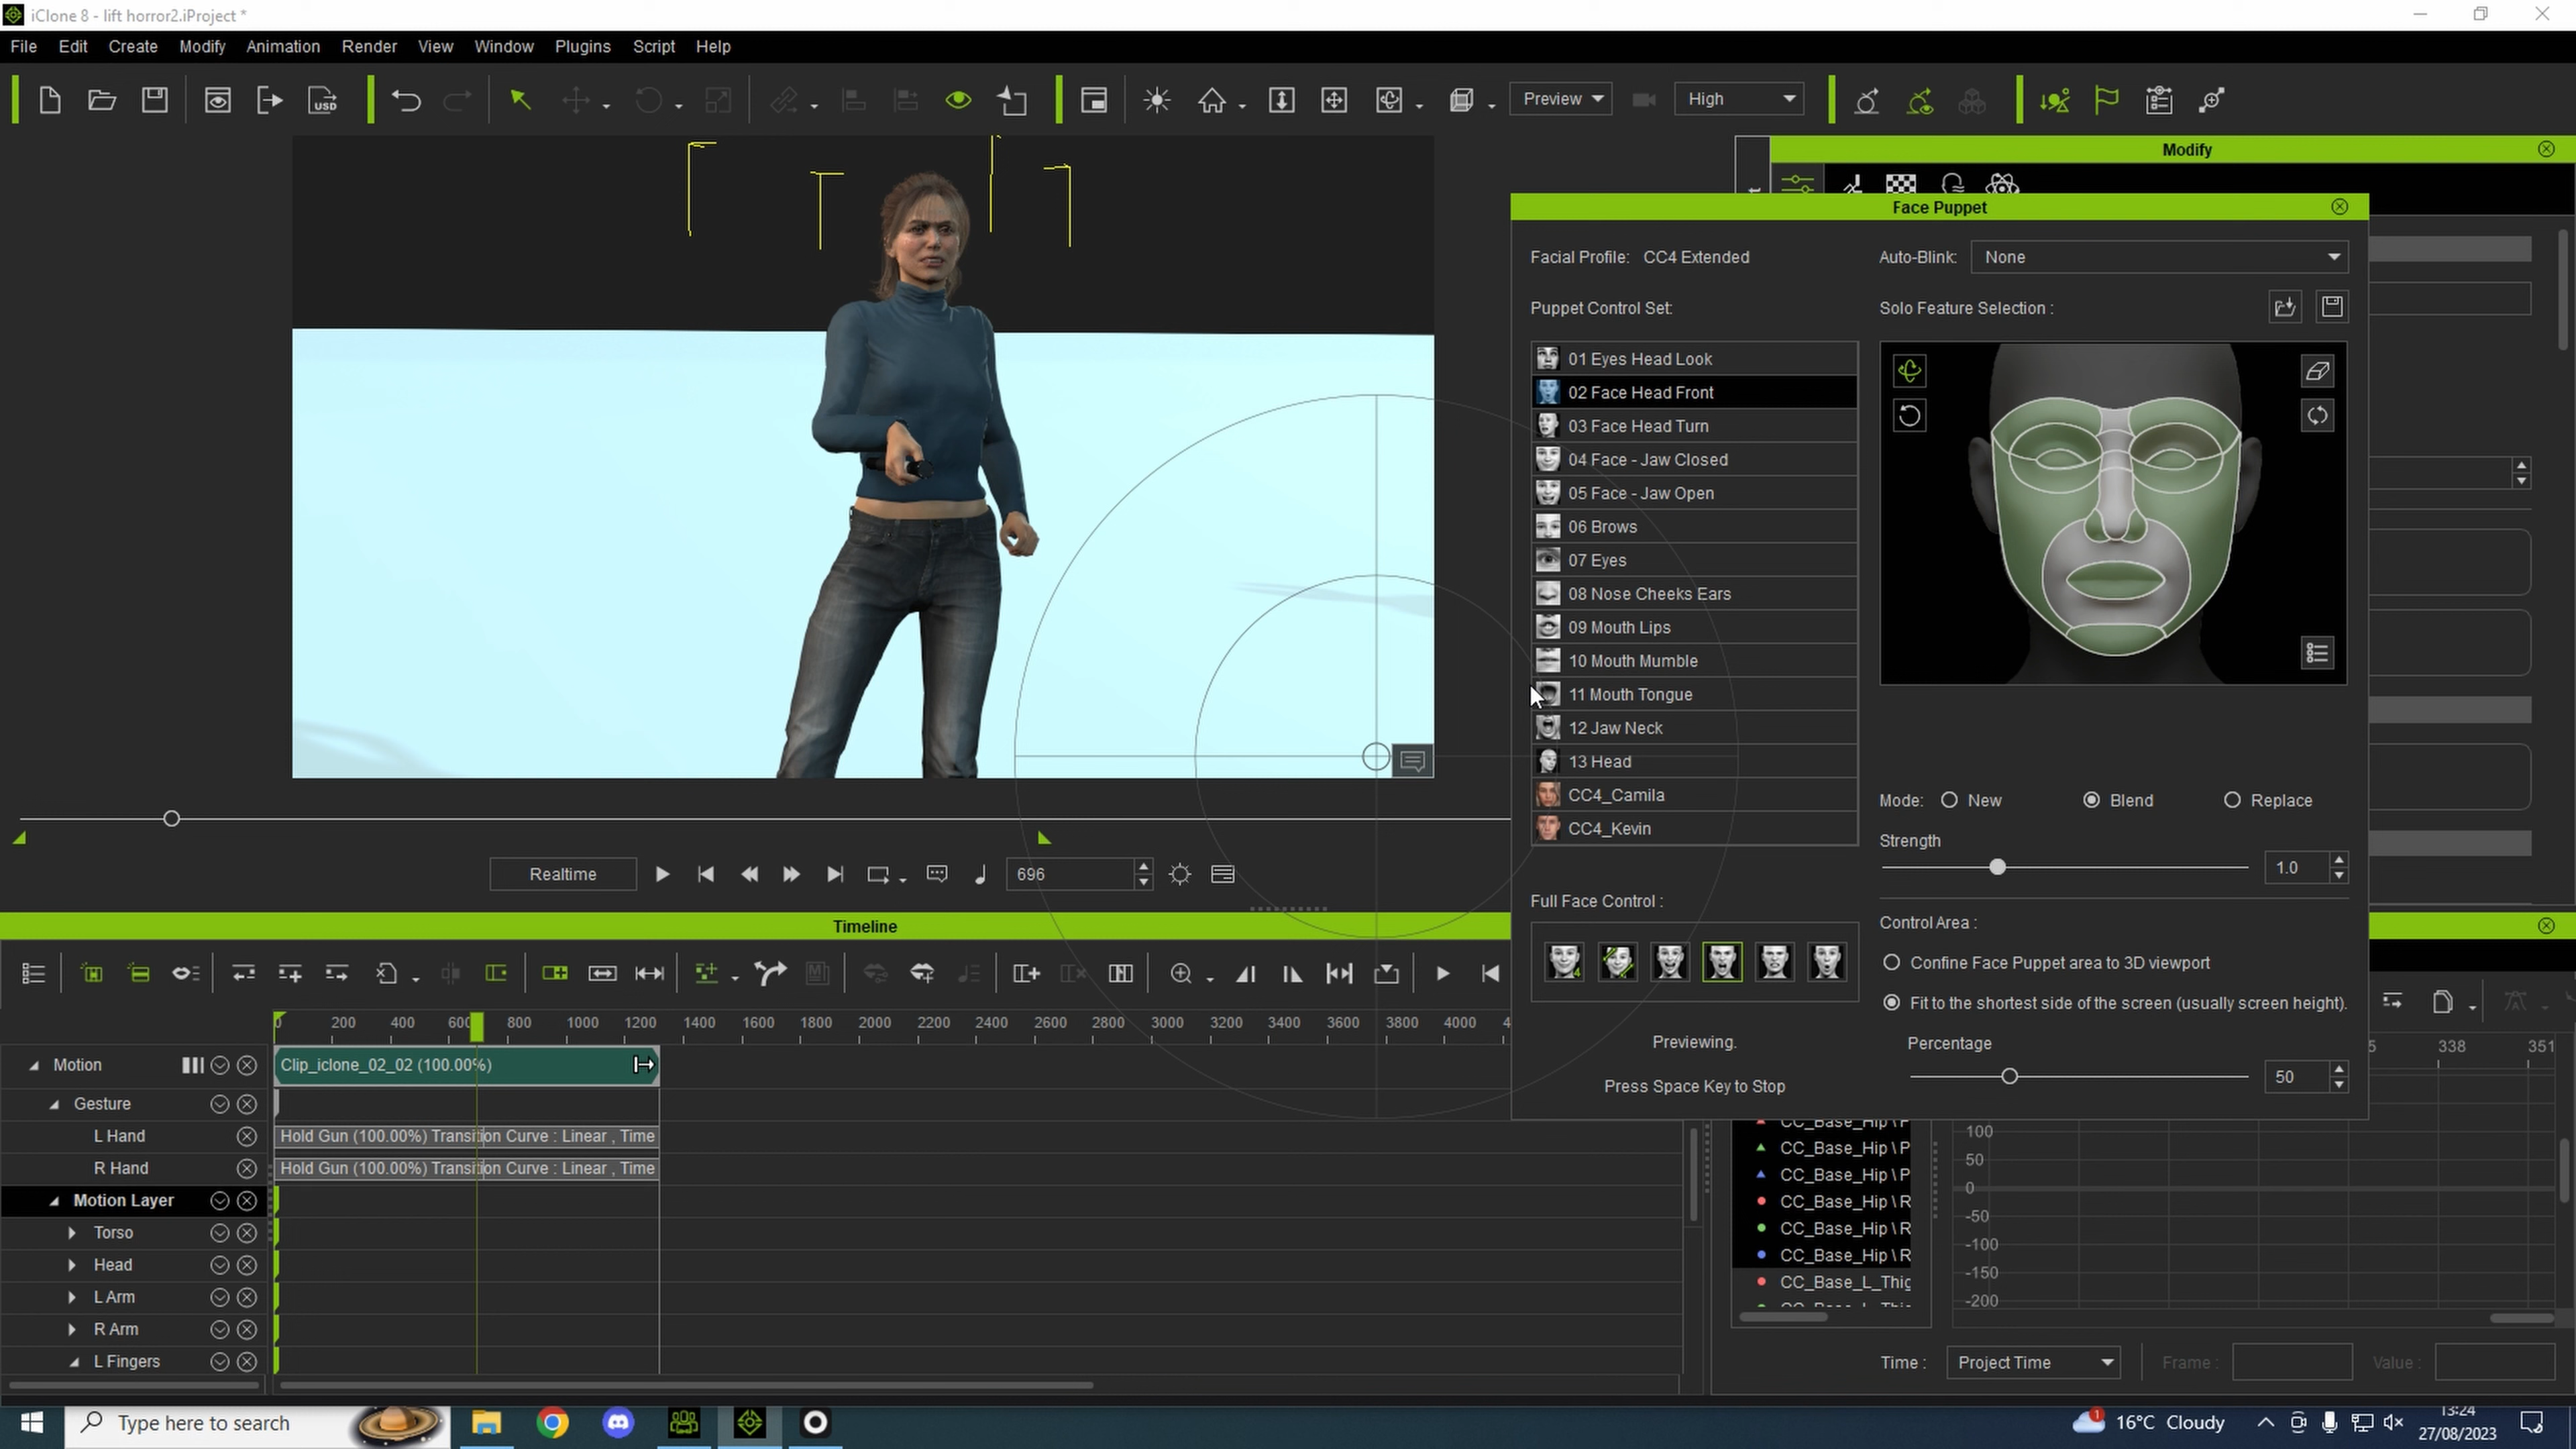 iClone 8 - lift horror2.iProject *
File Edit Create Modify Animation Render View Window Plugins Script Help
USD
Preview
High
Modify
Face Puppet
Facial Profile: CC4 Extended
Auto-Blink: None
Puppet Control Set:
Solo Feature Selection :
01 Eyes Head Look
02 Face Head Front
03 Face Head Turn
04 Face - Jaw Closed
05 Face - Jaw Open
06 Brows
07 Eyes
08 Nose Cheeks Ears
09 Mouth Lips
10 Mouth Mumble
11 Mouth Tongue
12 Jaw Neck
13 Head
CC4_Camila
CC4_Kevin
Mode: New Blend Replace
Strength
1.0
Full Face Control :
Control Area :
Confine Face Puppet area to 3D viewport
Fit to the shortest side of the screen (usually screen height).
Previewing.
Percentage
Press Space Key to Stop
50
Realtime
696
Timeline
0 200 400 600 800 1000 1200 1400 1600 1800 2000 2200 2400 2600 2800 3000 3200 3400 3600 3800 4000 4
Motion
Clip_iclone_02_02 (100.00%)
Gesture
L Hand
Hold Gun (100.00%) Transition Curve : Linear , Time
R Hand
Hold Gun (100.00%) Transition Curve : Linear , Time
Motion Layer
Torso
Head
L Arm
R Arm
L Fingers
5 338 351
CC_Base_Hip \ P
CC_Base_Hip \ P
CC_Base_Hip \ P
CC_Base_Hip \ R
CC_Base_Hip \ R
CC_Base_Hip \ R
CC_Base_L_Thig
100
50
0
-50
-100
-150
-200
Time : Project Time
Frame :
Value :
Type here to search
1
16°C Cloudy
13:24
27/08/2023